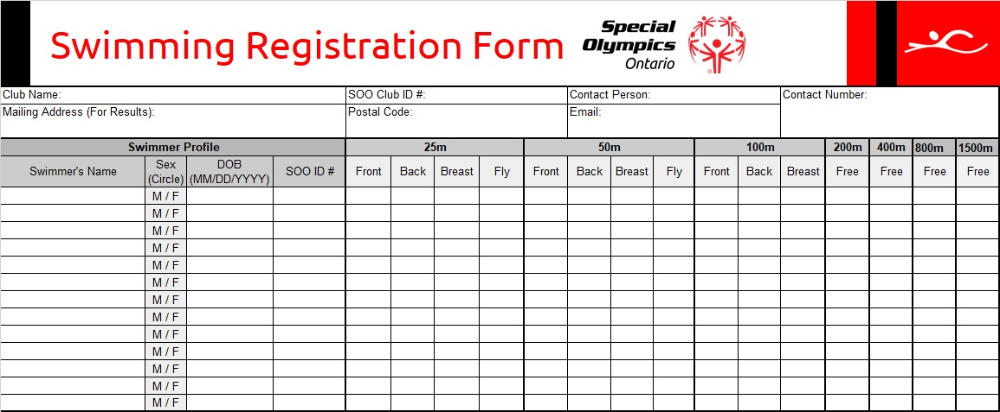 Swimming Registration Form
Special
Olympics
Ontario
®
Club Name: SOO Club ID #: Contact Person: Contact Number:
Mailing Address (For Results): Postal Code: Email:
Swimmer Profile 25m 50m 100m 200m 400m 800m 1500m
Swimmer's Name Sex (Circle) DOB (MM/DD/YYYY) SOO ID # Front Back Breast Fly Front Back Breast Fly Front Back Breast Free Free Free Free
M / F
M / F
M / F
M / F
M / F
M / F
M / F
M / F
M / F
M / F
M / F
M / F
M / F